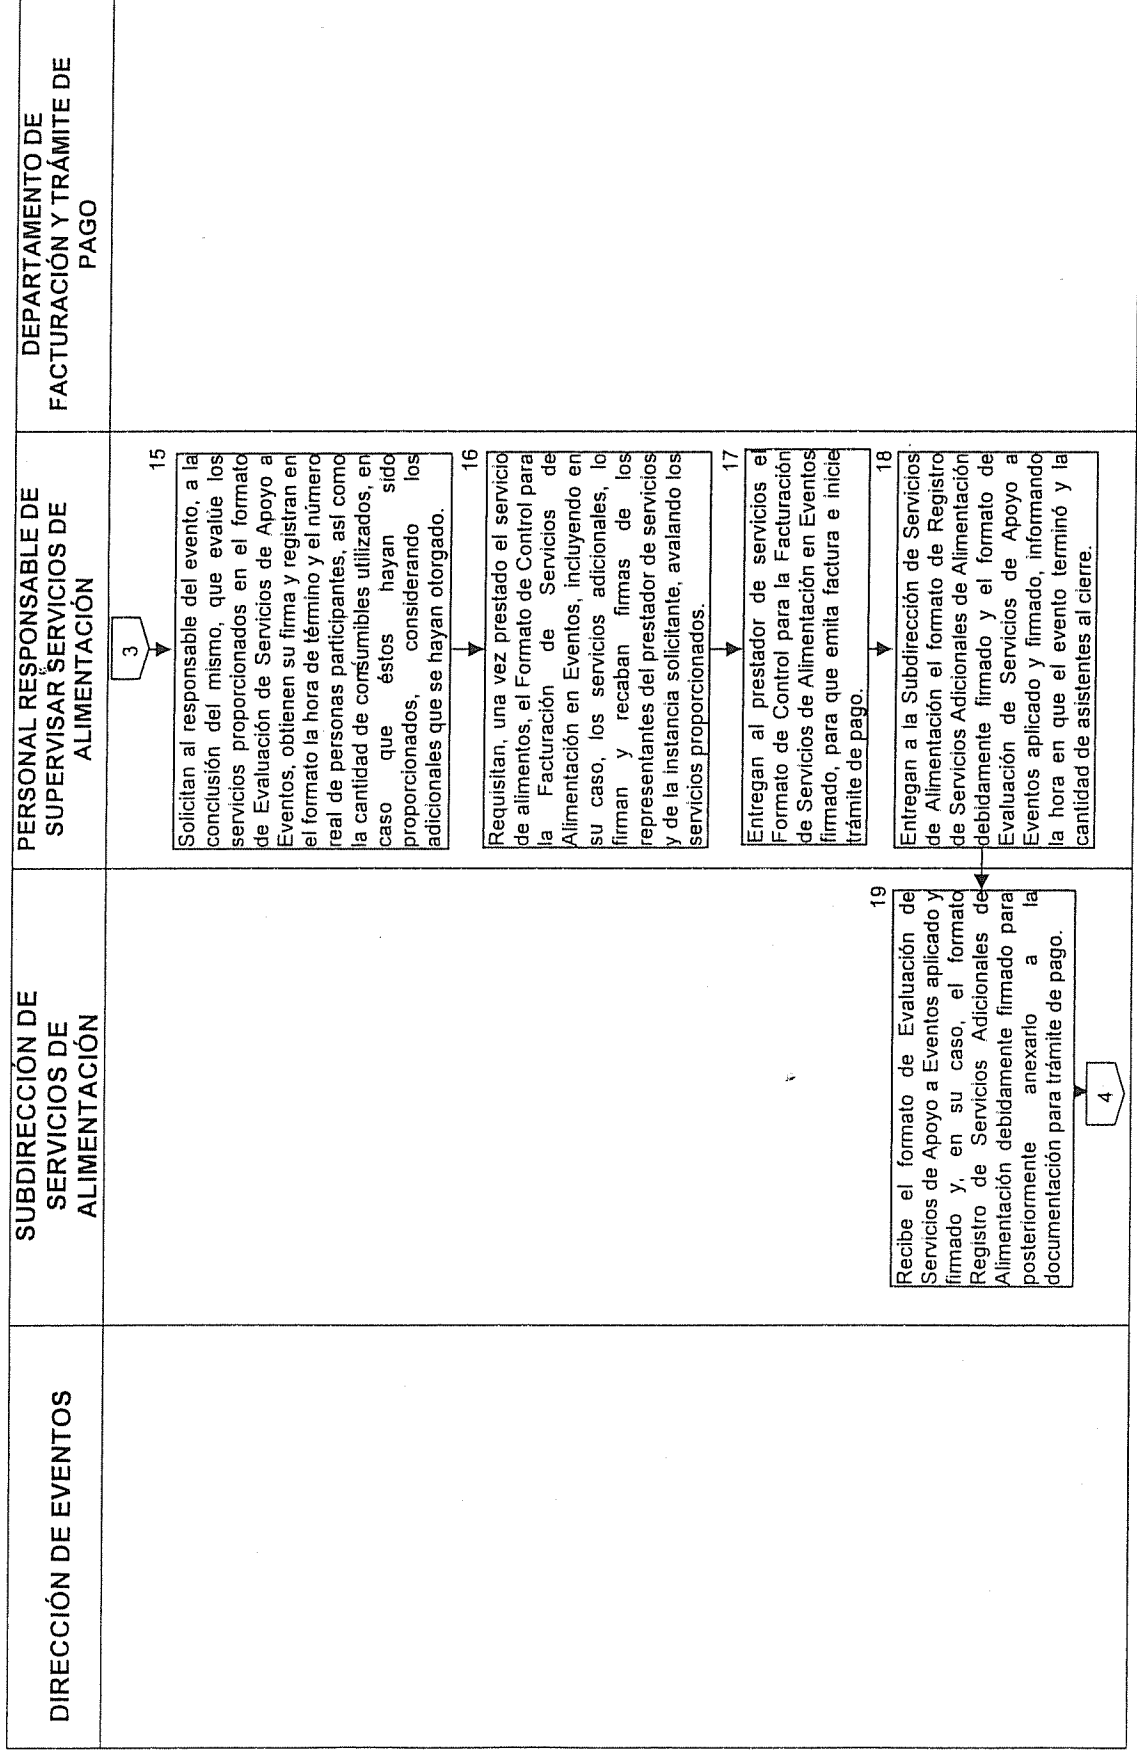 DIRECCIÓN DE EVENTOS
SUBDIRECCIÓN DE
SERVICIOS DE
ALIMENTACIÓN
PERSONAL RESPONSABLE DE
SUPERVISAR SERVICIOS DE
ALIMENTACIÓN
DEPARTAMENTO DE
FACTURACIÓN Y TRÁMITE DE
PAGO
3
15
Solicitan al responsable del evento, a la
conclusión del mismo, que evalúe los
servicios proporcionados en el formato
de Evaluación de Servicios de Apoyo a
Eventos, obtienen su firma y registran en
el formato la hora de término y el número
real de personas participantes, así como
la cantidad de consumibles utilizados, en
caso que éstos hayan sido
proporcionados, considerando los
adicionales que se hayan otorgado.
16
Requisitan, una vez prestado el servicio
de alimentos, el Formato de Control para
la Facturación de Servicios de
Alimentación en Eventos, incluyendo en
su caso, los servicios adicionales, lo
firman y recaban firmas de los
representantes del prestador de servicios
y de la instancia solicitante, avalando los
servicios proporcionados.
17
Entregan al prestador de servicios el
Formato de Control para la Facturación
de Servicios de Alimentación en Eventos
firmado, para que emita factura e inicie
trámite de pago.
18
Entregan a la Subdirección de Servicios
de Alimentación el formato de Registro
de Servicios Adicionales de Alimentación
debidamente firmado y el formato de
Evaluación de Servicios de Apoyo a
Eventos aplicado y firmado, informando
la hora en que el evento terminó y la
cantidad de asistentes al cierre.
19
Recibe el formato de Evaluación de
Servicios de Apoyo a Eventos aplicado y
firmado y, en su caso, el formato
Registro de Servicios Adicionales de
Alimentación debidamente firmado para
posteriormente anexarlo a la
documentación para trámite de pago.
4